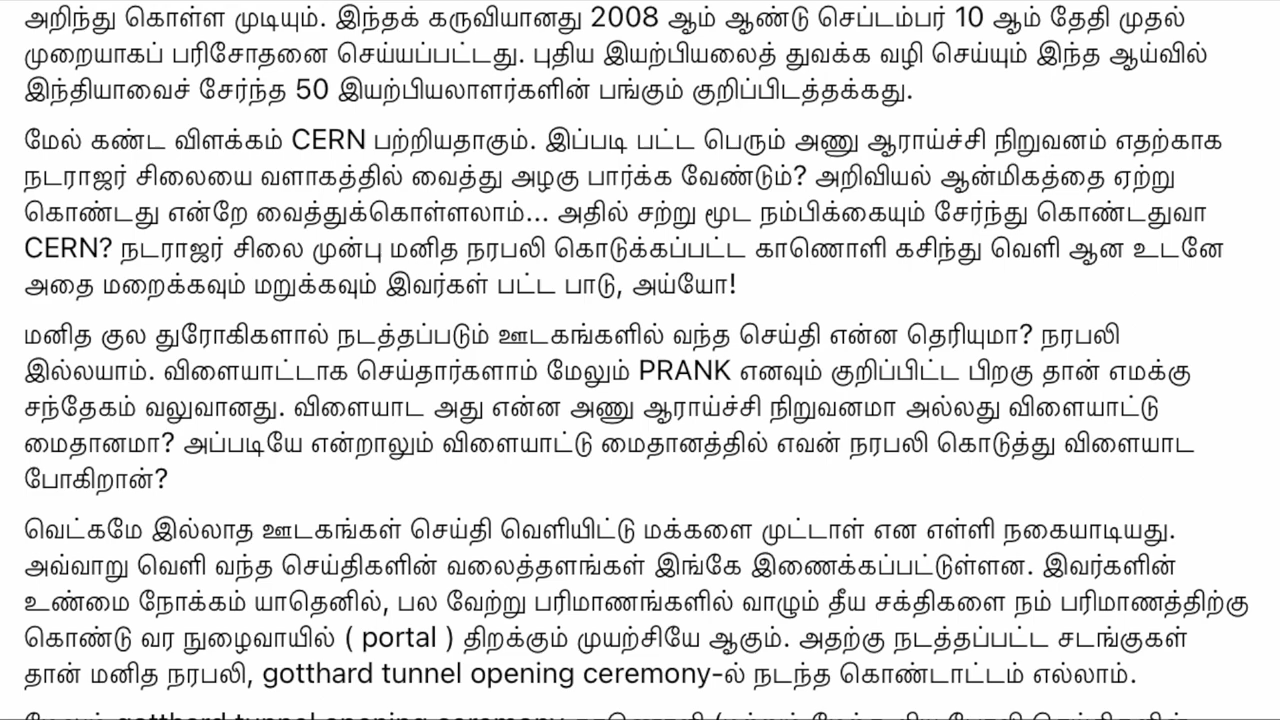 அறிந்து கொள்ள முடியும். இந்தக் கருவியானது 2008 ஆம் ஆண்டு செப்டம்பர் 10 ஆம் தேதி முதல்
முறையாகப் பரிசோதனை செய்யப்பட்டது. புதிய இயற்பியலைத் துவக்க வழி செய்யும் இந்த ஆய்வில்
இந்தியாவைச் சேர்ந்த 50 இயற்பியலாளர்களின் பங்கும் குறிப்பிடத்தக்கது.
மேல் கண்ட விளக்கம் CERN பற்றியதாகும். இப்படி பட்ட பெரும் அணு ஆராய்ச்சி நிறுவனம் எதற்காக
நடராஜர் சிலையை வளாகத்தில் வைத்து அழகு பார்க்க வேண்டும்? அறிவியல் ஆன்மிகத்தை ஏற்று
கொண்டது என்றே வைத்துக்கொள்ளலாம்... அதில் சற்று மூட நம்பிக்கையும் சேர்ந்து கொண்டதுவா
CERN? நடராஜர் சிலை முன்பு மனித நரபலி கொடுக்கப்பட்ட காணொளி கசிந்து வெளி ஆன உடனே
அதை மறைக்கவும் மறுக்கவும் இவர்கள் பட்ட பாடு, அய்யோ!
மனித குல துரோகிகளால் நடத்தப்படும் ஊடகங்களில் வந்த செய்தி என்ன தெரியுமா? நரபலி
இல்லயாம். விளையாட்டாக செய்தார்களாம் மேலும் PRANK எனவும் குறிப்பிட்ட பிறகு தான் எமக்கு
சந்தேகம் வலுவானது. விளையாட அது என்ன அணு ஆராய்ச்சி நிறுவனமா அல்லது விளையாட்டு
மைதானமா? அப்படியே என்றாலும் விளையாட்டு மைதானத்தில் எவன் நரபலி கொடுத்து விளையாட
போகிறான்?
வெட்கமே இல்லாத ஊடகங்கள் செய்தி வெளியிட்டு மக்களை முட்டாள் என எள்ளி நகையாடியது.
அவ்வாறு வெளி வந்த செய்திகளின் வலைத்தளங்கள் இங்கே இணைக்கப்பட்டுள்ளன. இவர்களின்
உண்மை நோக்கம் யாதெனில், பல வேற்று பரிமாணங்களில் வாழும் தீய சக்திகளை நம் பரிமாணத்திற்கு
கொண்டு வர நுழைவாயில் ( portal ) திறக்கும் முயற்சியே ஆகும். அதற்கு நடத்தப்பட்ட சடங்குகள்
தான் மனித நரபலி, gotthard tunnel opening ceremony-ல் நடந்த கொண்டாட்டம் எல்லாம்.